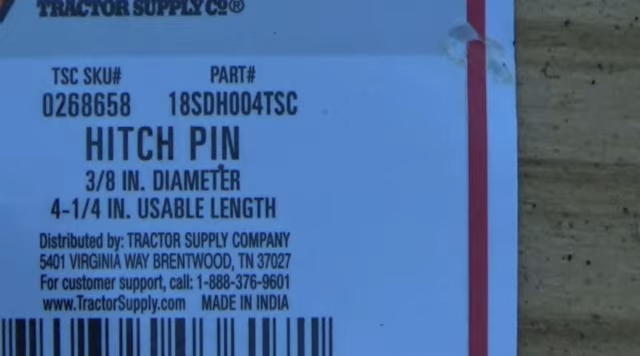 TRACTOR SUPPLY CO®
TSC SKU# PART#
0268658 18SDH004TSC
HITCH PIN
3/8 IN. DIAMETER
4-1/4 IN. USABLE LENGTH
Distributed by: TRACTOR SUPPLY COMPANY
5401 VIRGINIA WAY BRENTWOOD, TN 37027
For customer support, call: 1-888-376-9601
www.TractorSupply.com MADE IN INDIA